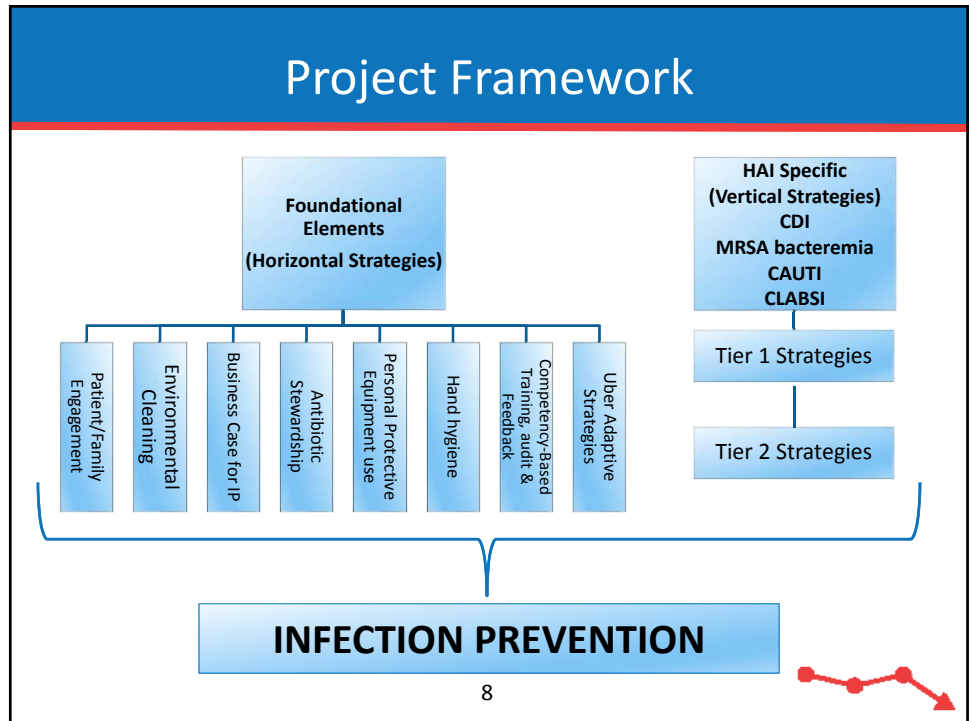 Project Framework
Foundational
Elements
(Horizontal Strategies)
HAI Specific
(Vertical Strategies)
CDI
MRSA bacteremia
CAUTI
CLABSI
Patient/Family
Engagement
Environmental
Cleaning
Business Case for IP
Antibiotic
Stewardship
Personal Protective
Equipment use
Hand hygiene
Competency-Based
Training, audit &
Feedback
Uber Adaptive
Strategies
Tier 1 Strategies
Tier 2 Strategies
INFECTION PREVENTION
8